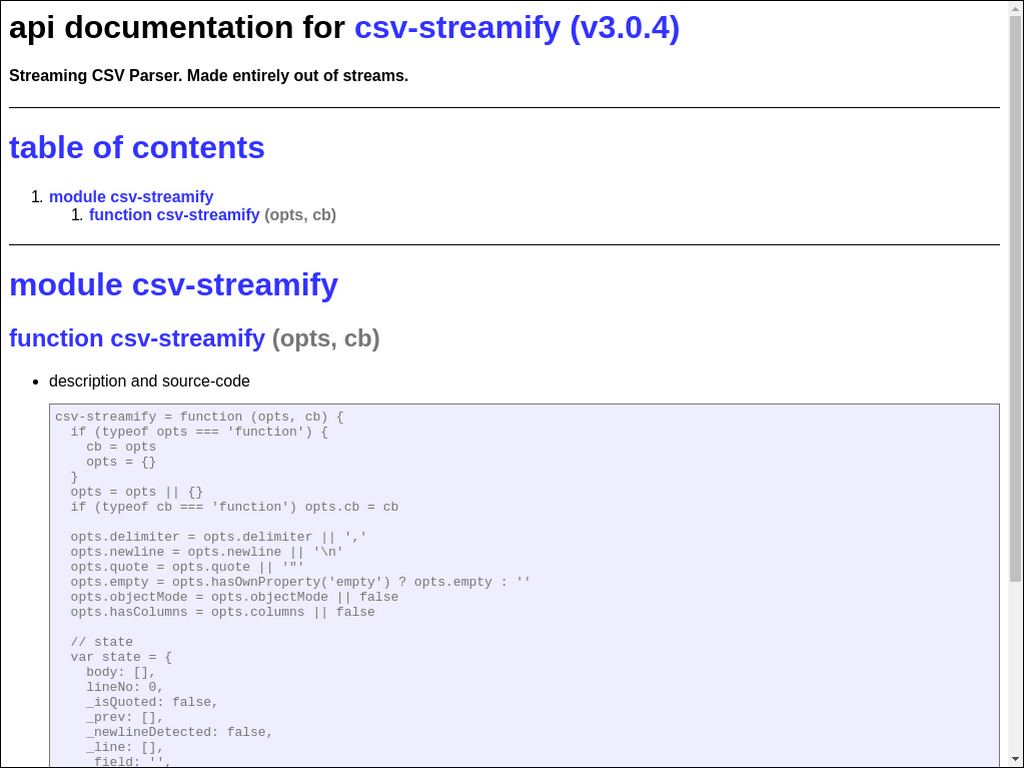 api documentation for csv-streamify (v3.0.4)
Streaming CSV Parser. Made entirely out of streams.
table of contents
1. module csv-streamify
1. function csv-streamify (opts, cb)
module csv-streamify
function csv-streamify (opts, cb)
• description and source-code
csv-streamify = function (opts, cb) {
  if (typeof opts === 'function') {
    cb = opts
    opts = {}
  }
  opts = opts || {}
  if (typeof cb === 'function') opts.cb = cb

  opts.delimiter = opts.delimiter || ','
  opts.newline = opts.newline || '\n'
  opts.quote = opts.quote || '"'
  opts.empty = opts.hasOwnProperty('empty') ? opts.empty : ''
  opts.objectMode = opts.objectMode || false
  opts.hasColumns = opts.columns || false

  // state
  var state = {
    body: [],
    lineNo: 0,
    _isQuoted: false,
    _prev: [],
    _newlineDetected: false,
    _line: [],
    _field: '',